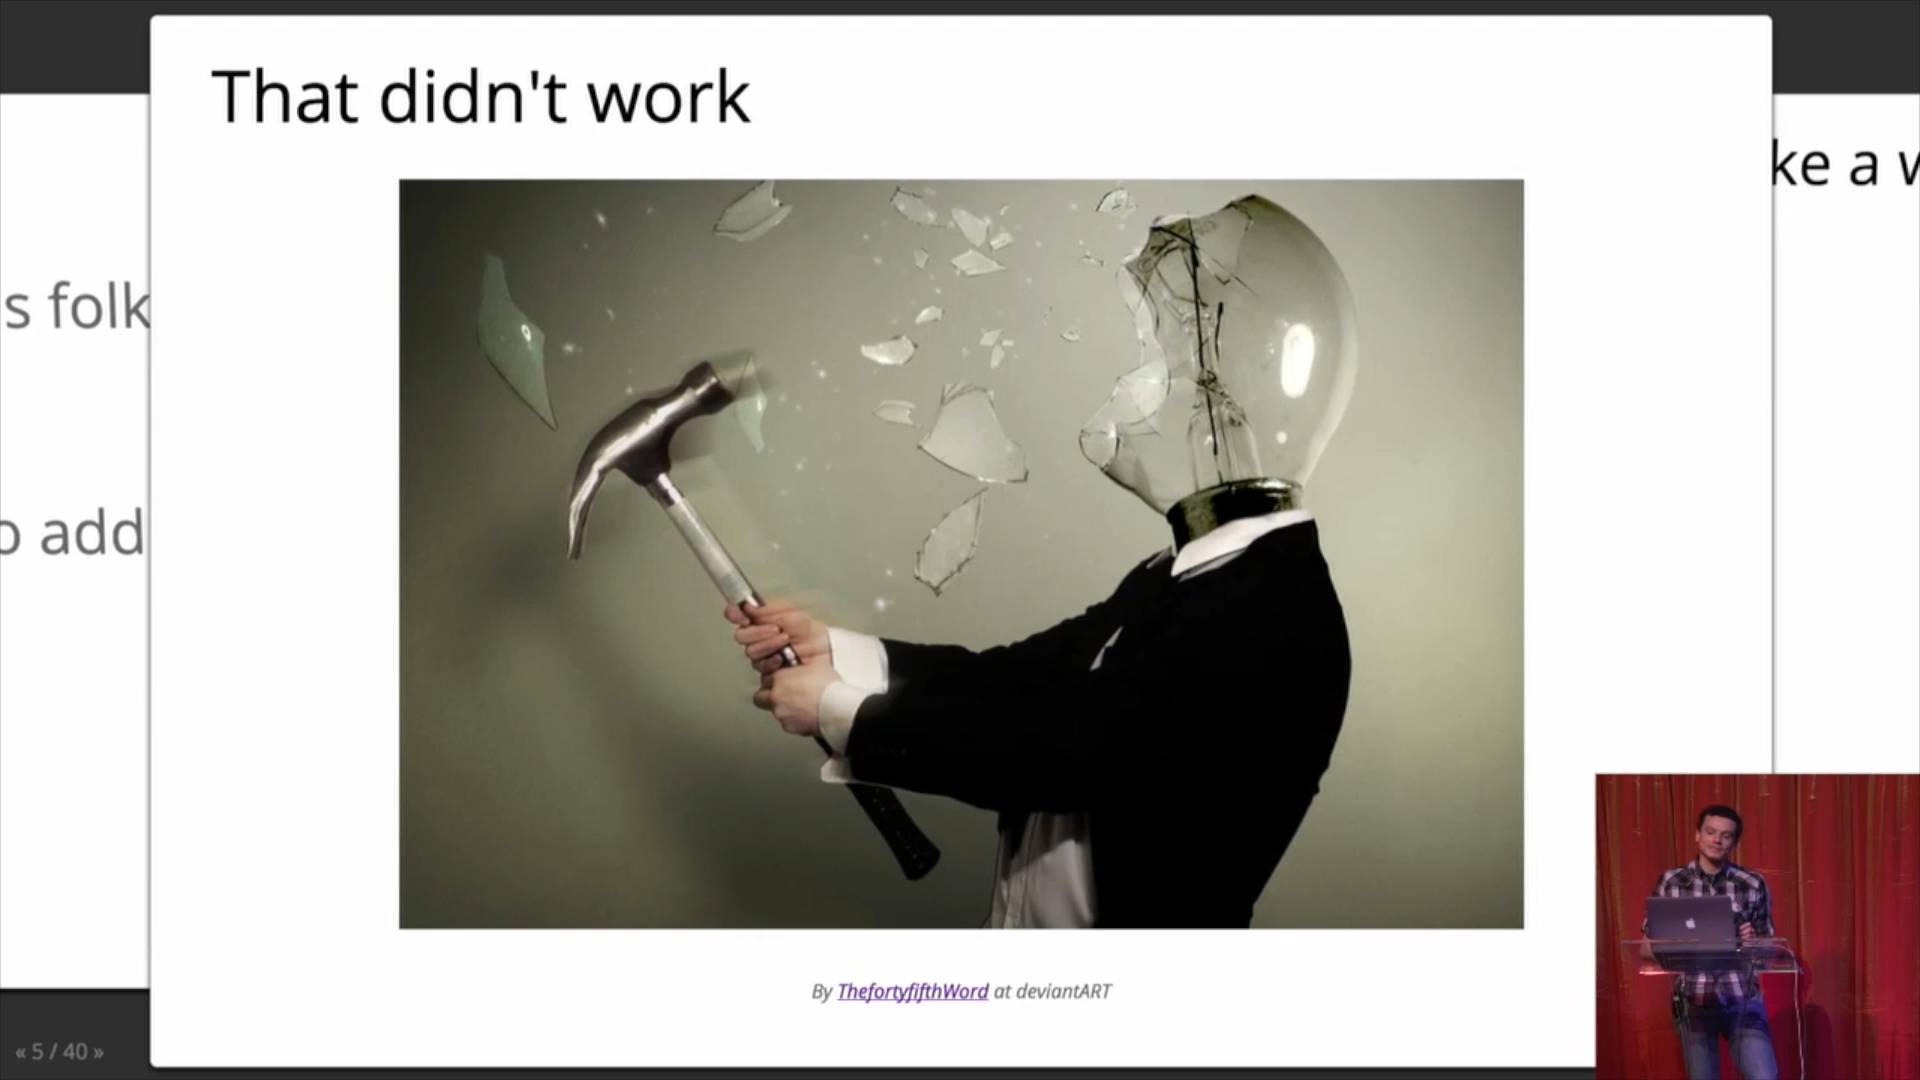 That didn't work
ke a
s folk
add
By ThefortyfifthWord at deviantART
« 5 / 40 »